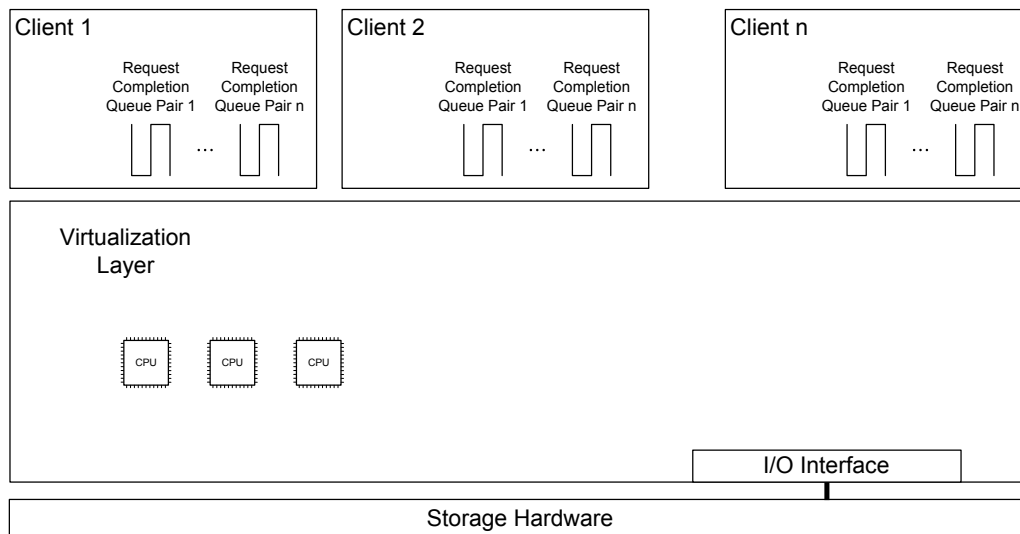 Client 1
Request
Completion
Queue Pair 1
Request
Completion
Queue Pair n
...
Client 2
Request
Completion
Queue Pair 1
Request
Completion
Queue Pair n
...
Client n
Request
Completion
Queue Pair 1
Request
Completion
Queue Pair n
...
Virtualization
Layer
CPU
CPU
CPU
I/O Interface
Storage Hardware